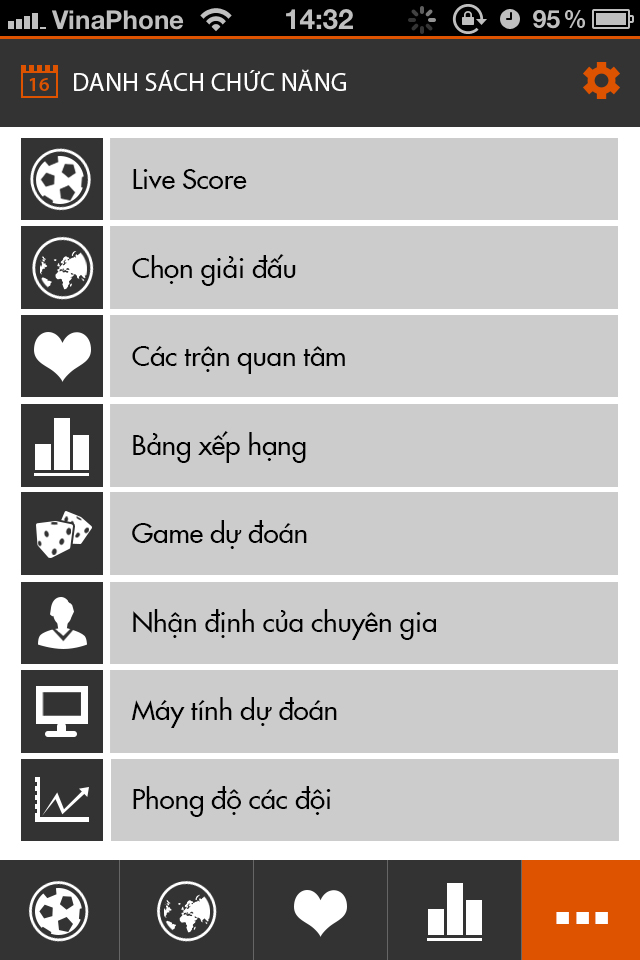 VinaPhone 14:32 95 %
16 DANH SÁCH CHỨC NĂNG
Live Score
Chọn giải đấu
Các trận quan tâm
Bảng xếp hạng
Game dự đoán
Nhận định của chuyên gia
Máy tính dự đoán
Phong độ các đội